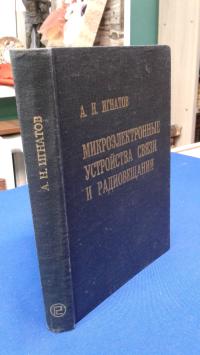 А. Н. ИГНАТОВ
А. Н. ИГНАТОВ
МИКРОЭЛЕКТРОННЫЕ
УСТРОЙСТВА СВЯЗИ
И РАДИОВЕЩАНИЯ